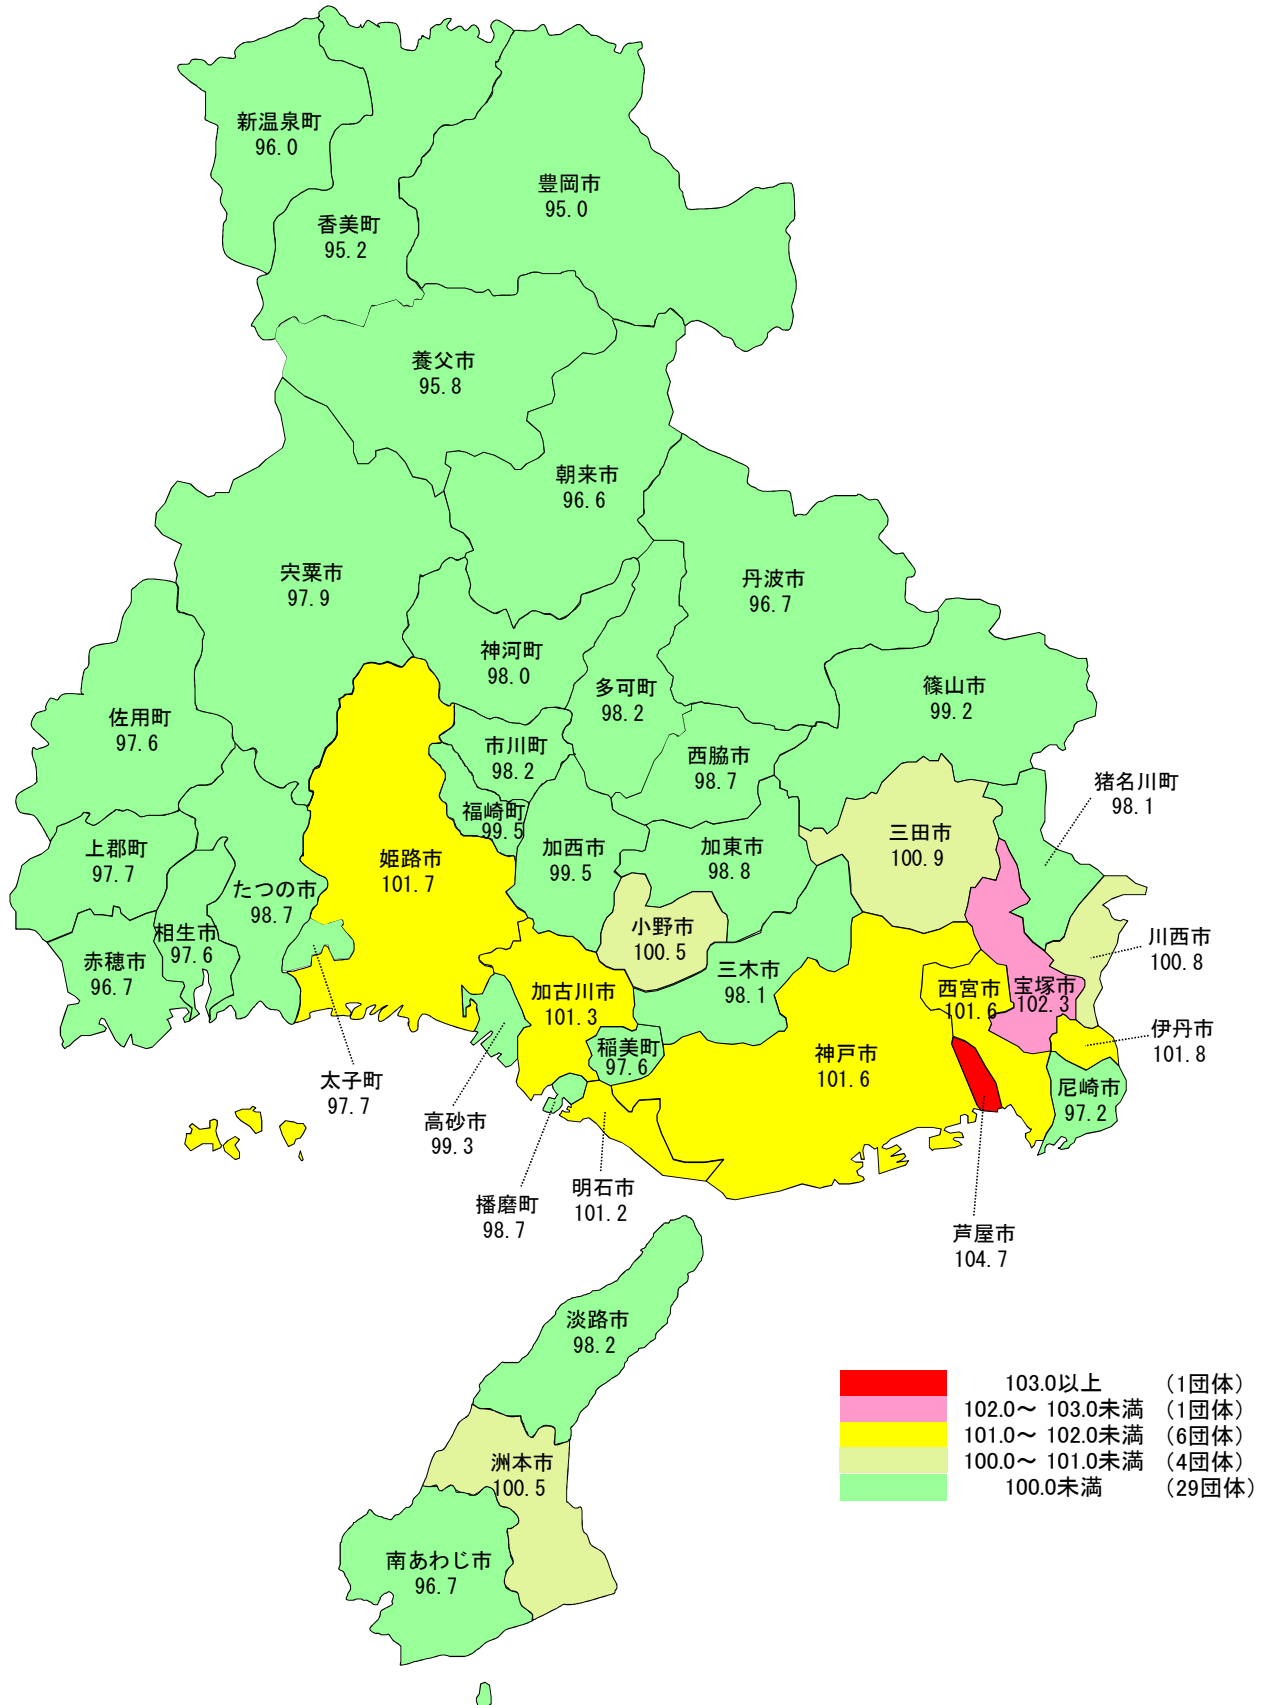 新温泉町
96.0
豊岡市
95.0
香美町
95.2
養父市
95.8
朝来市
96.6
宍粟市
97.9
丹波市
96.7
神河町
98.0
多可町
98.2
篠山市
99.2
佐用町
97.6
市川町
98.2
西脇市
98.7
猪名川町
98.1
福崎町
99.5
三田市
100.9
上郡町
97.7
姫路市
101.7
加西市
99.5
加東市
98.8
たつの市
98.7
相生市
97.6
小野市
100.5
川西市
100.8
赤穂市
96.7
三木市
98.1
加古川市
101.3
西宮市
101.6
宝塚市
102.3
稲美町
97.6
神戸市
101.6
伊丹市
101.8
太子町
97.7
尼崎市
97.2
高砂市
99.3
播磨町
98.7
明石市
101.2
芦屋市
104.7
淡路市
98.2
103.0以上 (1団体)
102.0～ 103.0未満 (1団体)
101.0～ 102.0未満 (6団体)
100.0～ 101.0未満 (4団体)
100.0未満 (29団体)
洲本市
100.5
南あわじ市
96.7